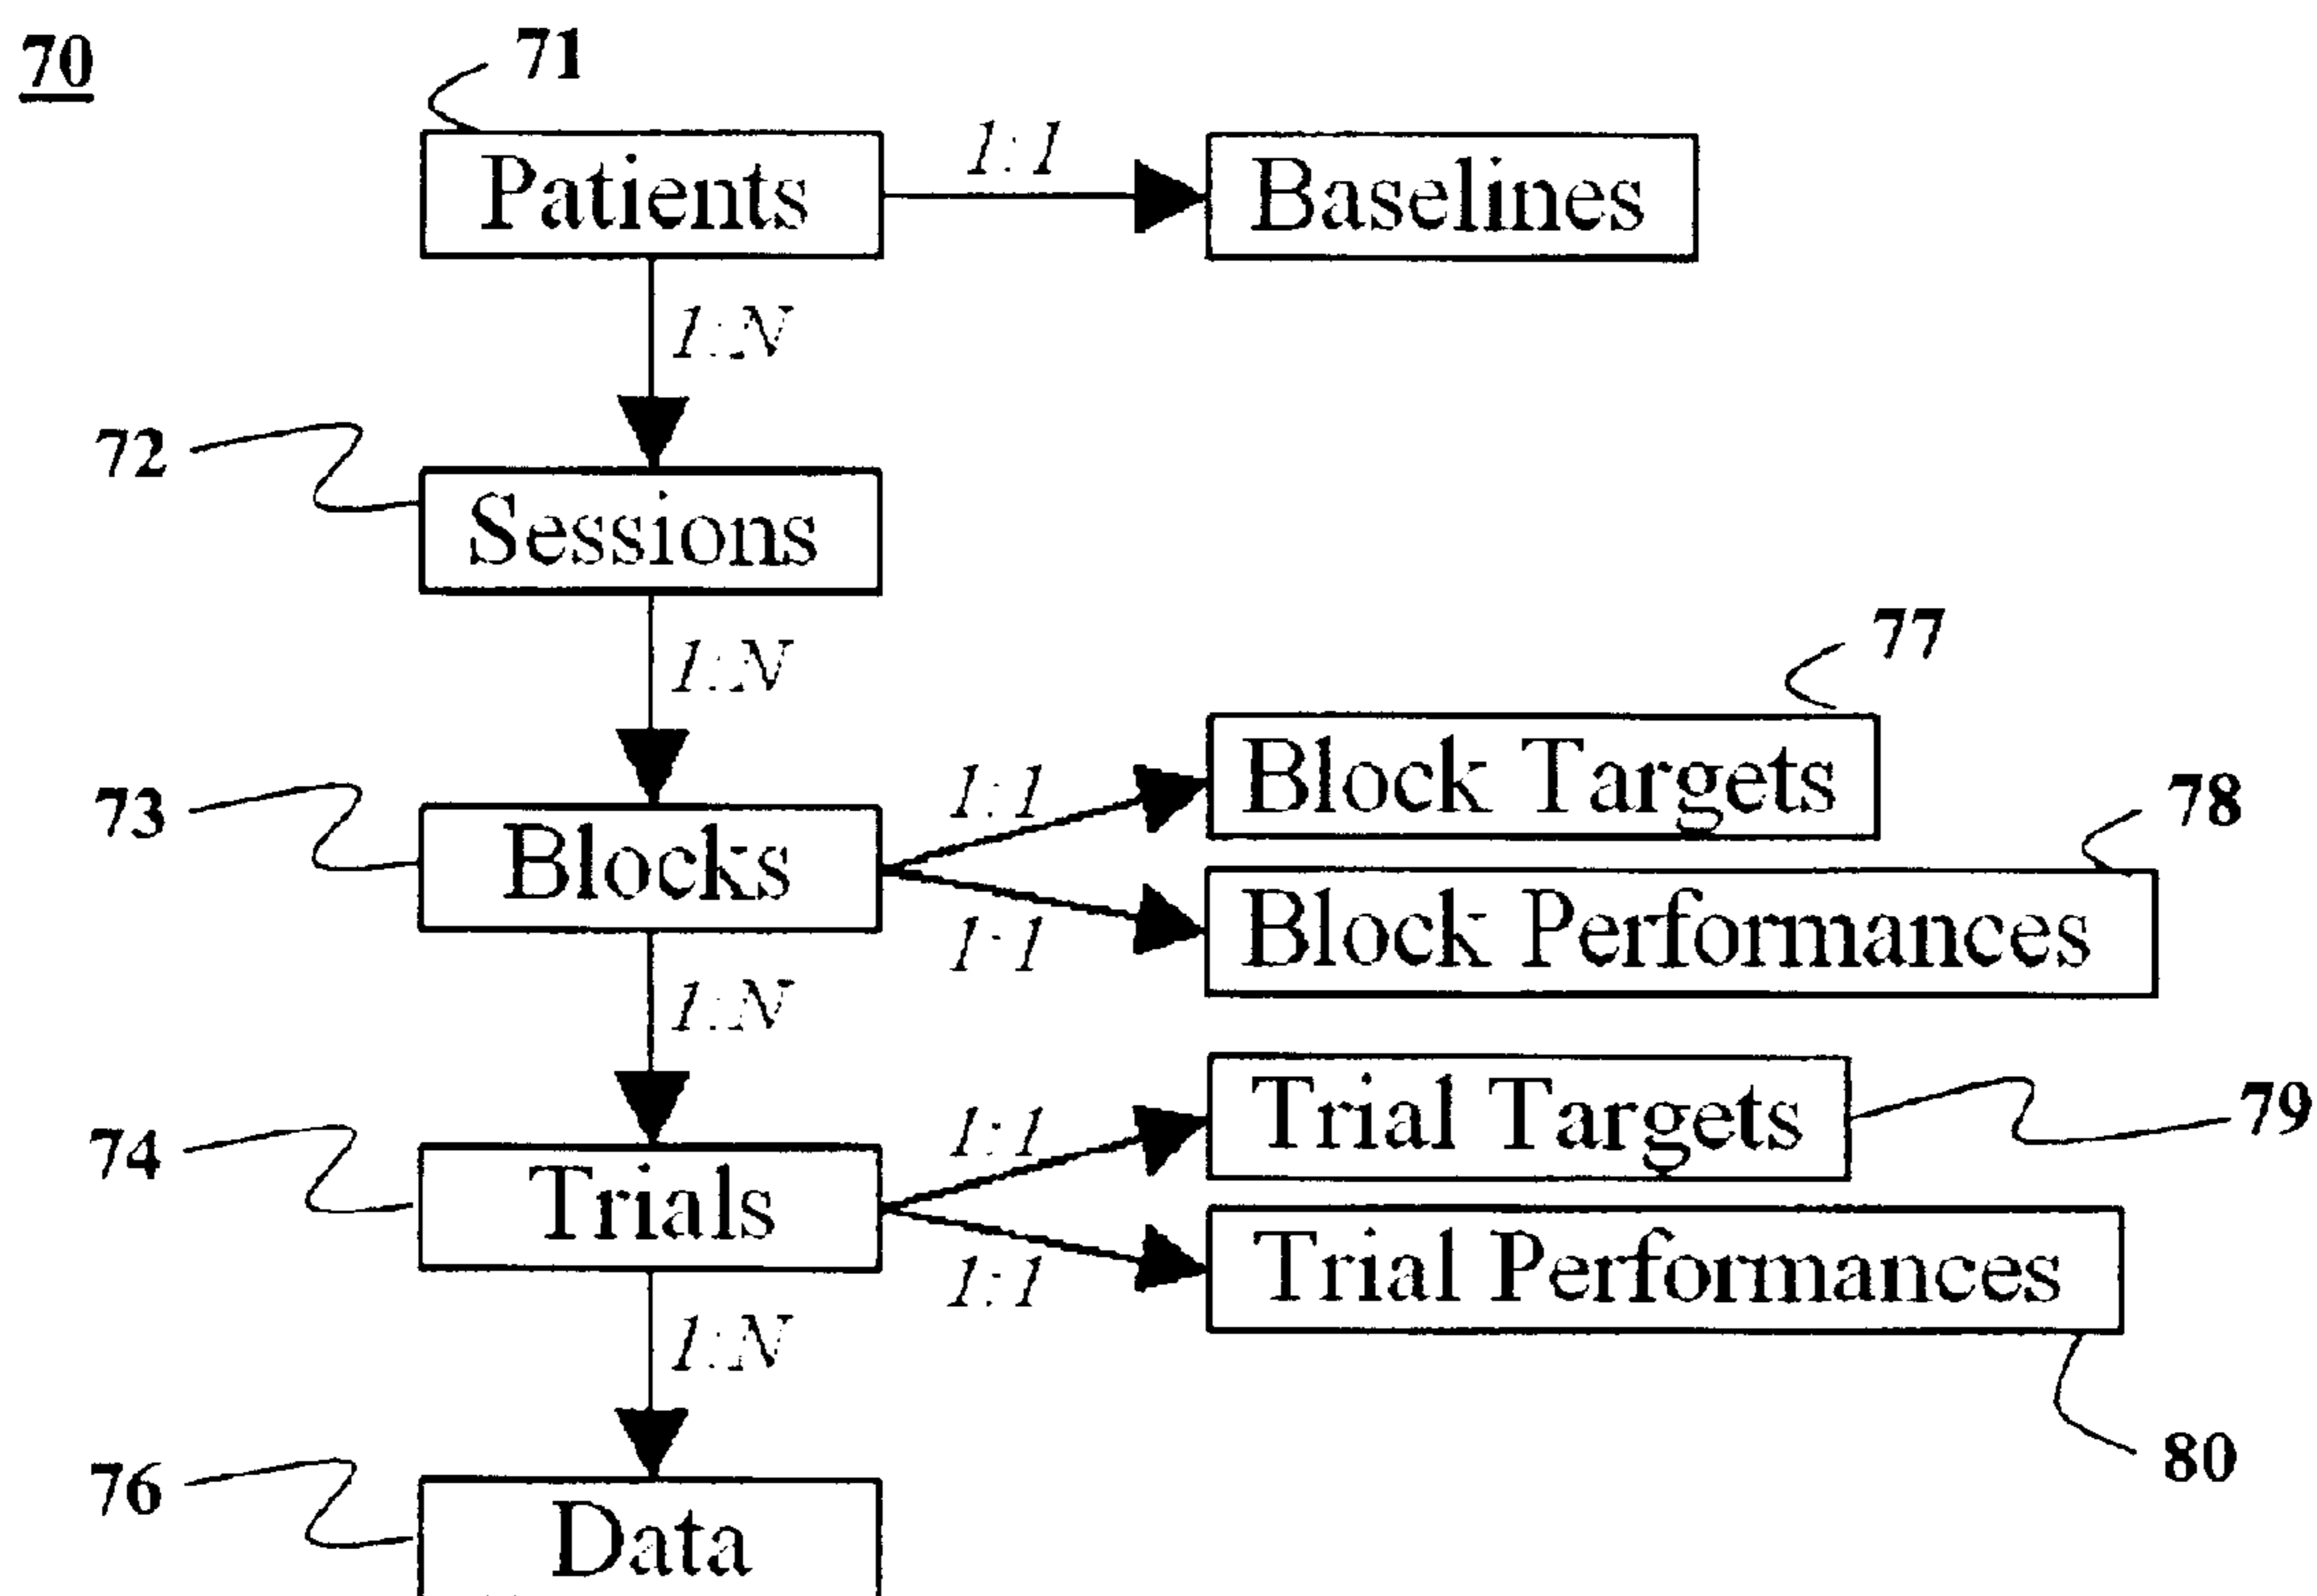 70
71
Patients
1:1
Baselines
1:N
72
Sessions
1:N
77
73
Blocks
1:1
Block Targets
78
1:1
Block Performances
1:N
74
Trials
1:1
Trial Targets
79
1:1
Trial Performances
80
1:N
76
Data